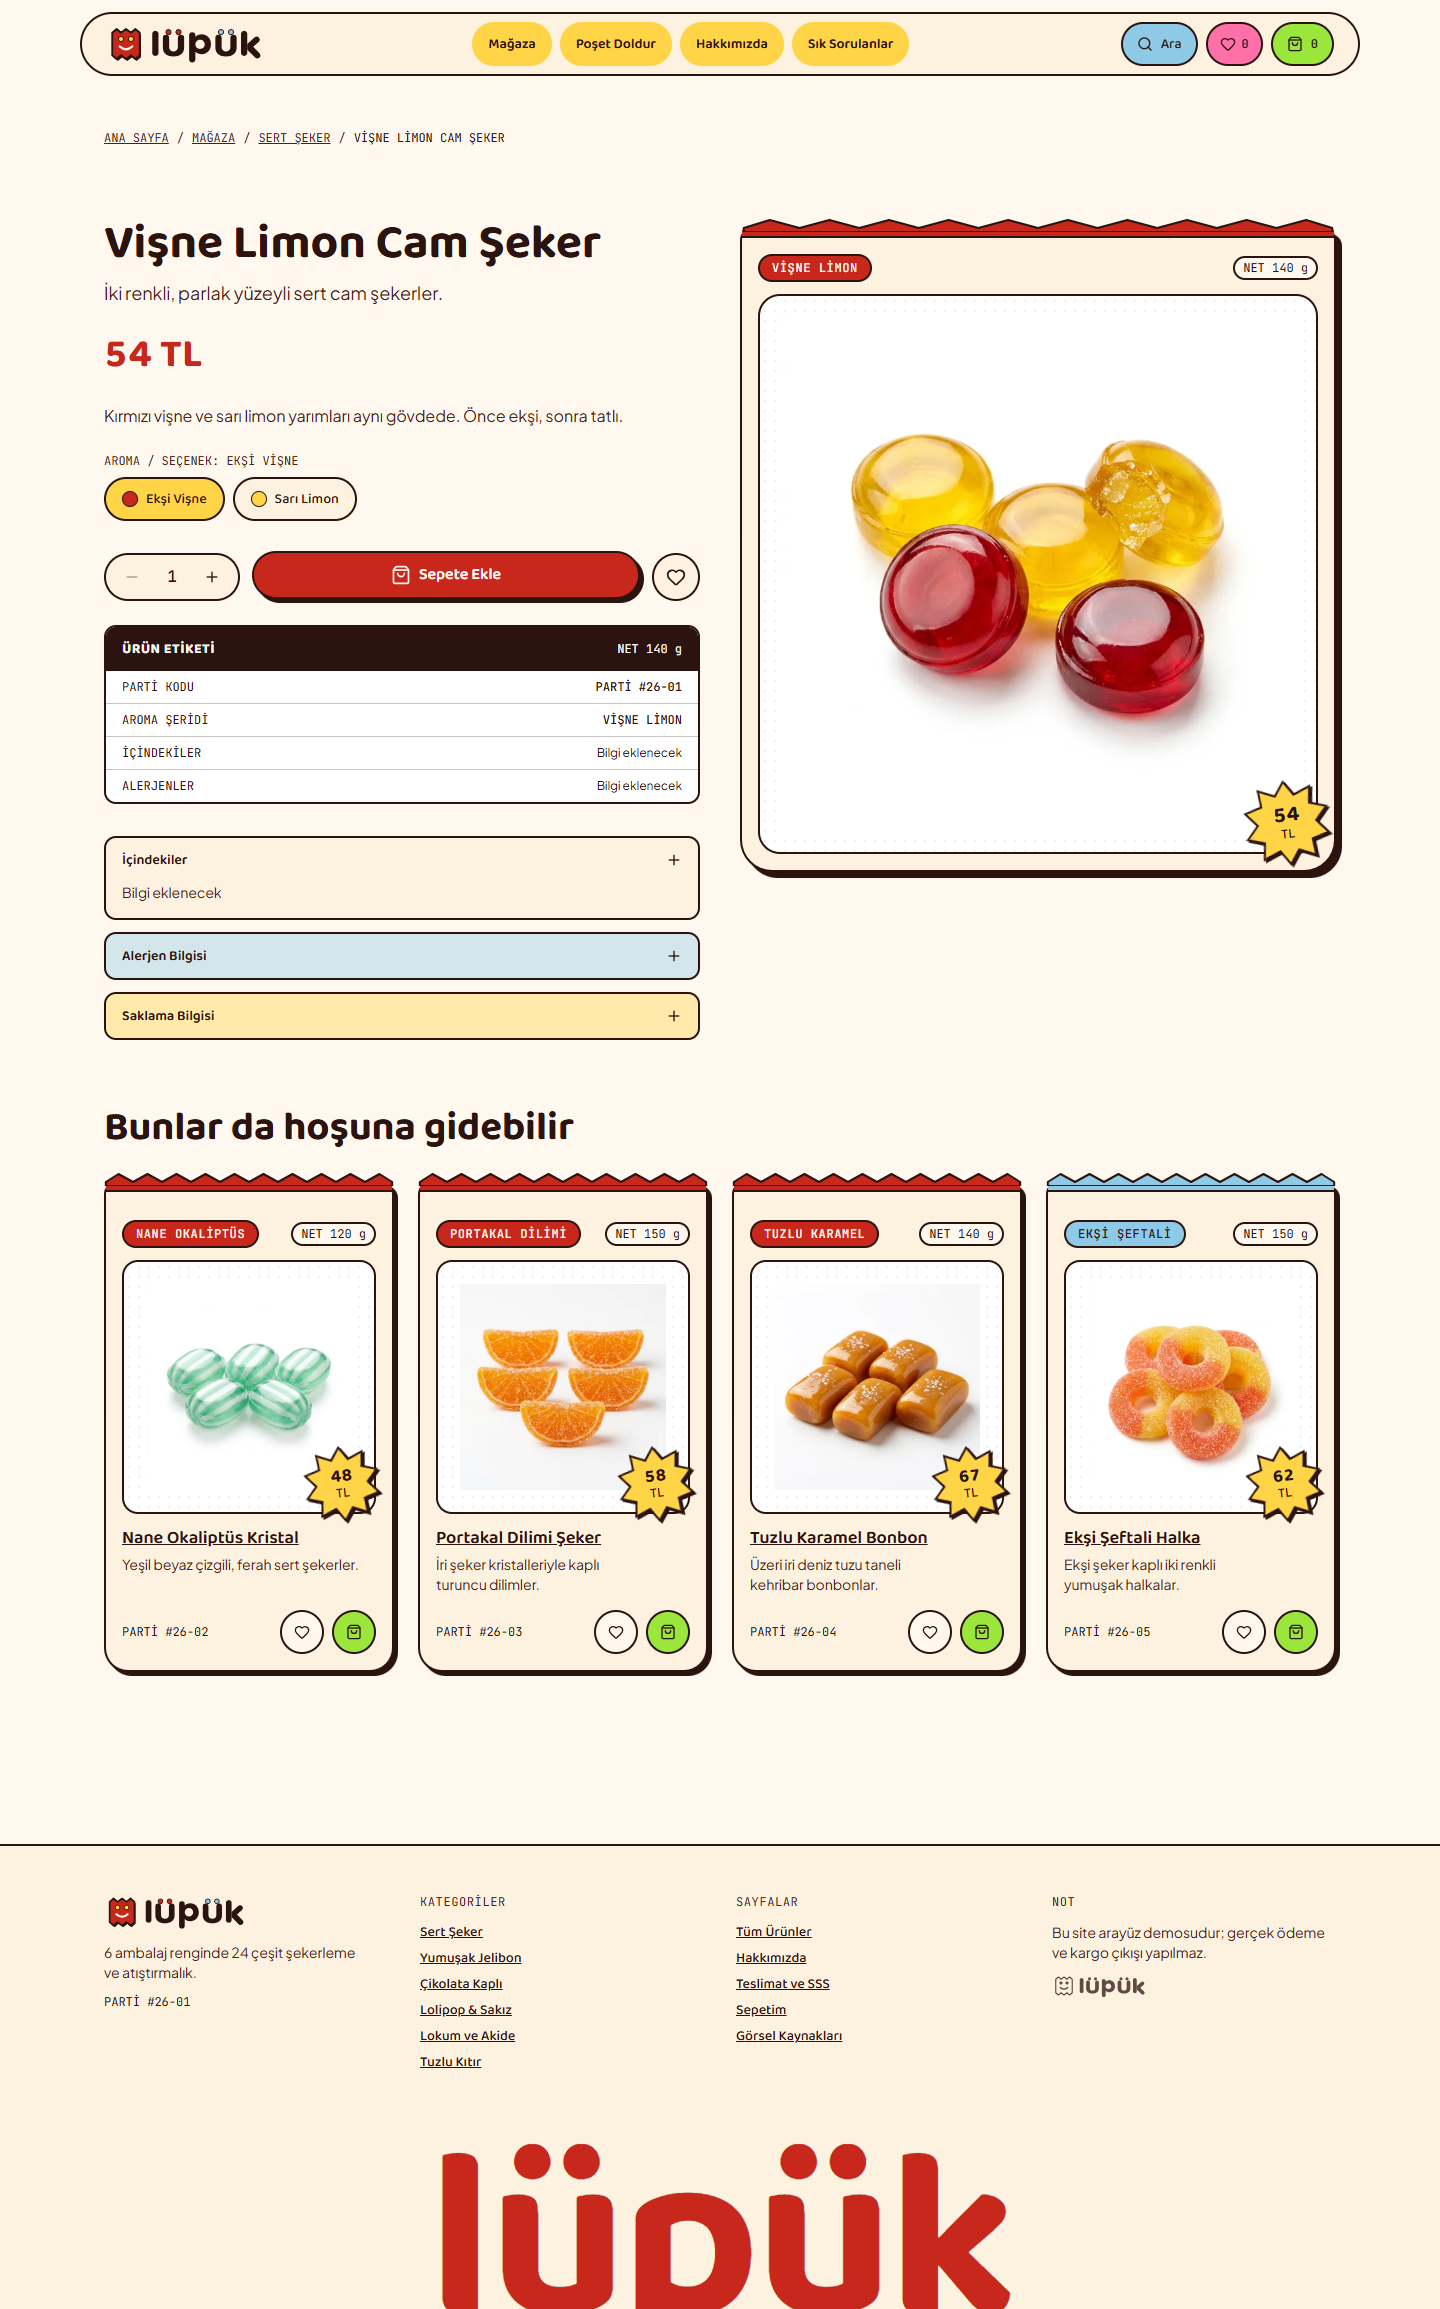 lüpük
Mağaza
Poşet Doldur
Hakkımızda
Sık Sorulanlar
Ara
0
0
ANA SAYFA / MAĞAZA / SERT ŞEKER / VİŞNE LİMON CAM ŞEKER
Vişne Limon Cam Şeker
İki renkli, parlak yüzeyli sert cam şekerler.
54 TL
Kırmızı vişne ve sarı limon yarımları aynı gövdede. Önce ekşi, sonra tatlı.
AROMA / SEÇENEK: EKŞİ VİŞNE
Ekşi Vişne
Sarı Limon
1
Sepete Ekle
ÜRÜN ETİKETİ
NET 140 g
PARTİ KODU
PARTİ #26-01
AROMA ŞERİDİ
VİŞNE LİMON
İÇİNDEKİLER
Bilgi eklenecek
ALERJENLER
Bilgi eklenecek
İçindekiler
Bilgi eklenecek
Alerjen Bilgisi
Saklama Bilgisi
VİŞNE LİMON
NET 140 g
54
TL
Bunlar da hoşuna gidebilir
NANE OKALİPTÜS
NET 120 g
48
TL
Nane Okaliptüs Kristal
Yeşil beyaz çizgili, ferah sert şekerler.
PARTİ #26-02
PORTAKAL DİLİMİ
NET 150 g
58
TL
Portakal Dilimi Şeker
İri şeker kristalleriyle kaplı
turuncu dilimler.
PARTİ #26-03
TUZLU KARAMEL
NET 140 g
67
TL
Tuzlu Karamel Bonbon
Üzeri iri deniz tuzu taneli
kehribar bonbonlar.
PARTİ #26-04
EKŞİ ŞEFTALİ
NET 150 g
62
TL
Ekşi Şeftali Halka
Ekşi şeker kaplı iki renkli
yumuşak halkalar.
PARTİ #26-05
lüpük
6 ambalaj renginde 24 çeşit şekerleme
ve atıştırmalık.
PARTİ #26-01
KATEGORİLER
Sert Şeker
Yumuşak Jelibon
Çikolata Kaplı
Lolipop & Sakız
Lokum ve Akide
Tuzlu Kıtır
SAYFALAR
Tüm Ürünler
Hakkımızda
Teslimat ve SSS
Sepetim
Görsel Kaynakları
NOT
Bu site arayüz demosudur; gerçek ödeme
ve kargo çıkışı yapılmaz.
lüpük
lüpük